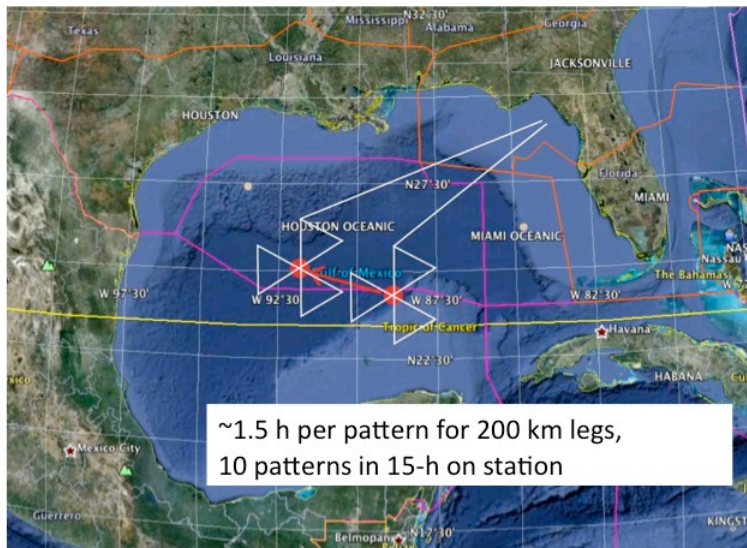 N32°30'
Mississippi
Alabama
Georgia
Texas
Louisiana
JACKSONVILLE
HOUSTON
N27°30'
Florida
MIAMI
HOUSTON OCEANIC
MIAMI OCEANIC
Gulf of Mexico
Nassau
The Bahamas
W 97°30'
W 92°30'
W 87°30'
W 82°30'
Tropic of Cancer
Havana
N22°30'
HABANA
~1.5 h per pattern for 200 km legs,
10 patterns in 15-h on station
Mexico City
Guerrero
Belmopan
N17°30'